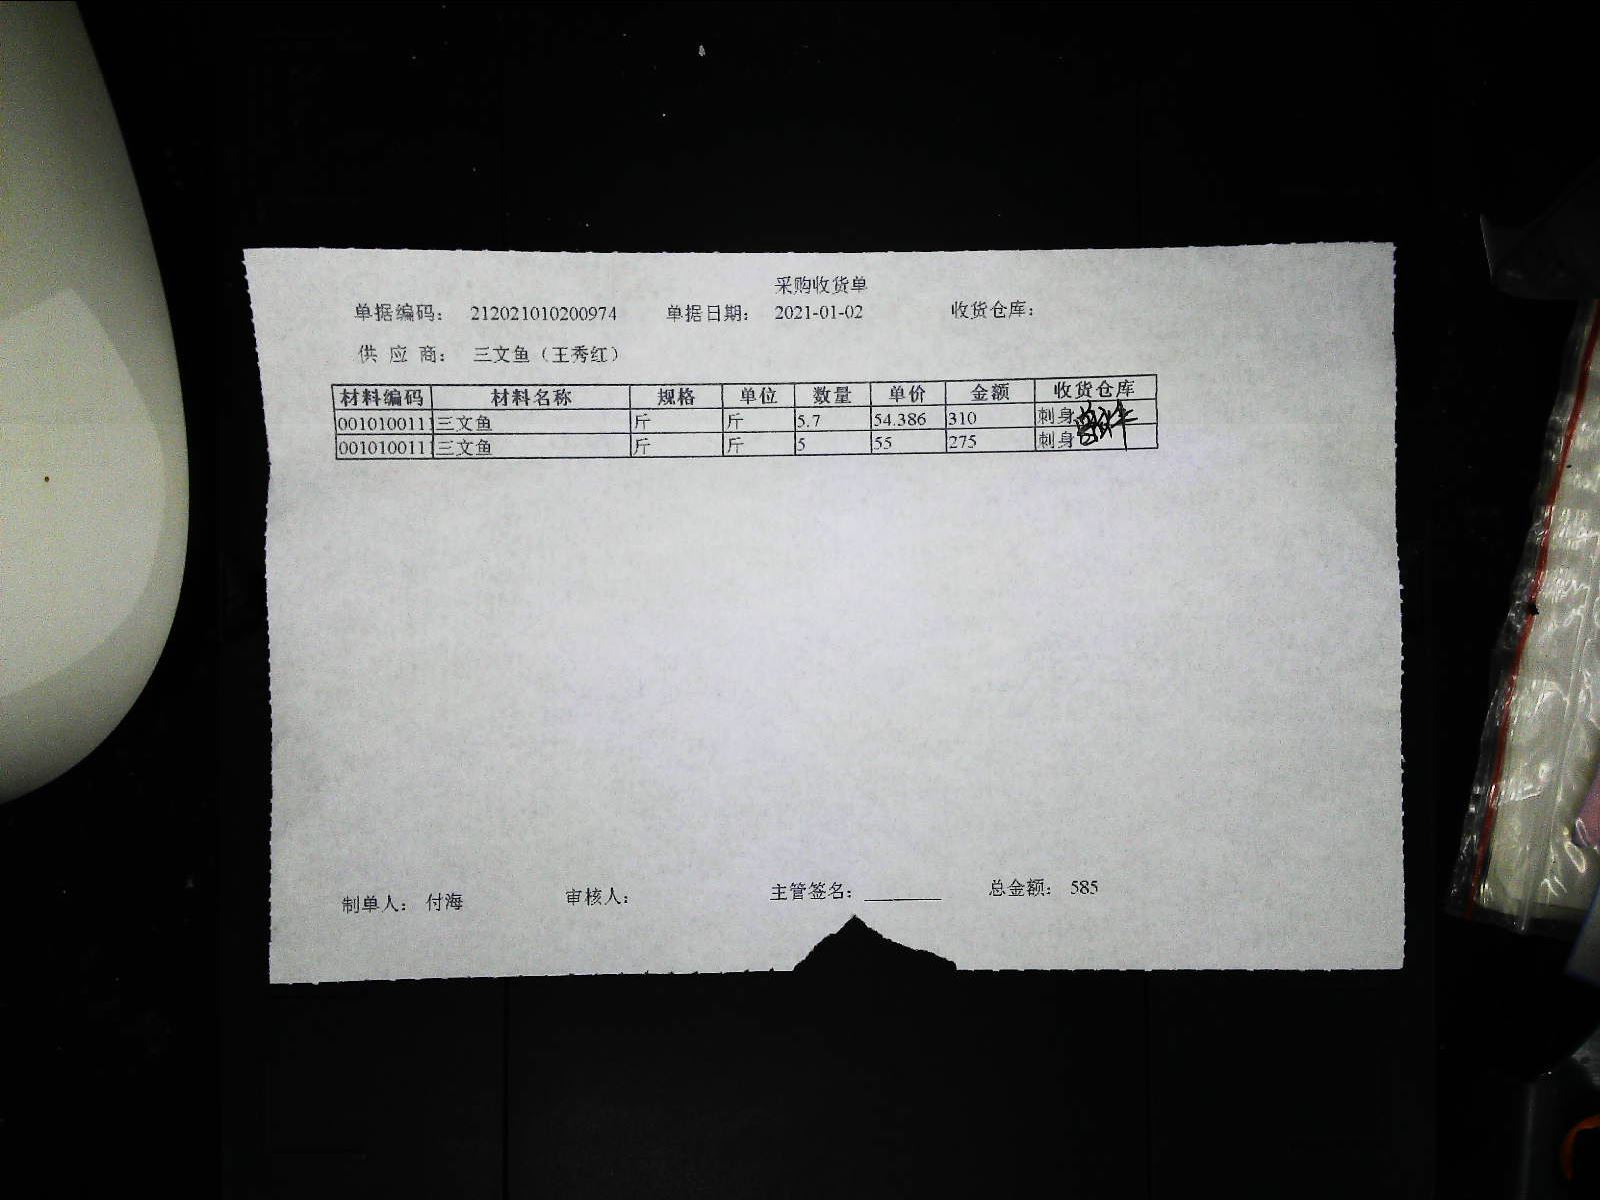 采购收货单
单据编码： 212021010200974 单据日期： 2021-01-02 收货仓库：
供 应 商： 三文鱼（王秀红）
材料编码 材料名称 规格 单位 数量 单价 金额 收货仓库
0010100111 三文鱼 斤 斤 5.7 54.386 310 刺身
001010011 三文鱼 斤 斤 5 55 275 刺身
制单人： 付海 审核人： 主管签名： 总金额： 585